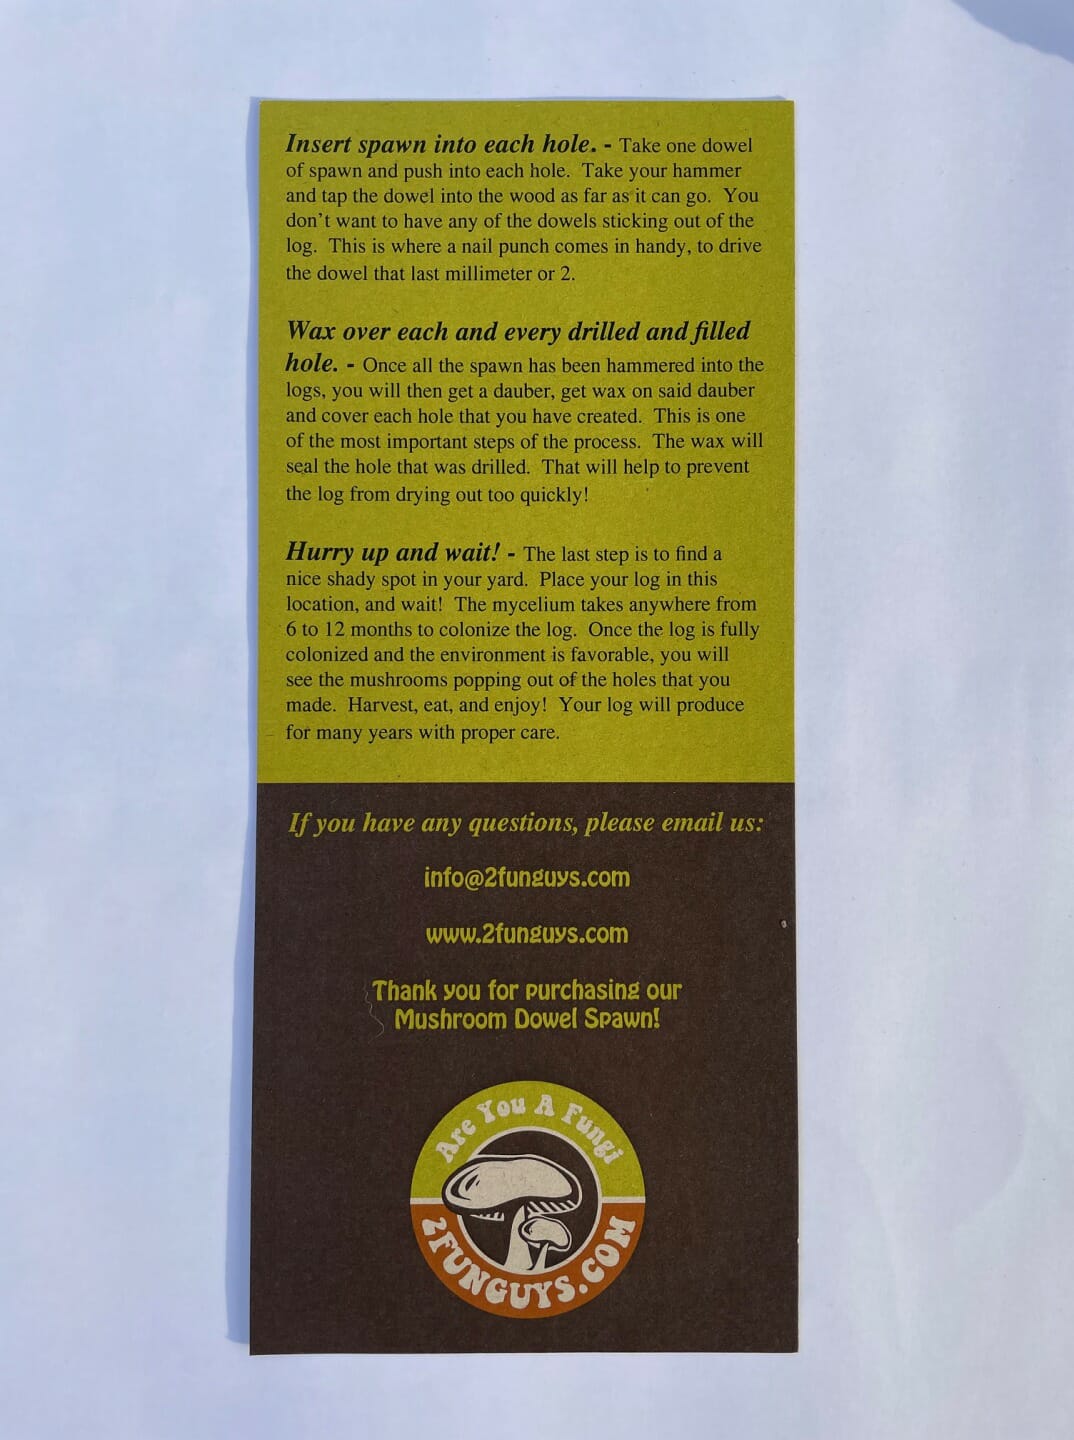 Insert spawn into each hole. - Take one dowel
of spawn and push into each hole.  Take your hammer
and tap the dowel into the wood as far as it can go.  You
don't want to have any of the dowels sticking out of the
log.  This is where a nail punch comes in handy, to drive
the dowel that last millimeter or 2.
Wax over each and every drilled and filled
hole. - Once all the spawn has been hammered into the
logs, you will then get a dauber, get wax on said dauber
and cover each hole that you have created.  This is one
of the most important steps of the process.  The wax will
seal the hole that was drilled.  That will help to prevent
the log from drying out too quickly!
Hurry up and wait! - The last step is to find a
nice shady spot in your yard.  Place your log in this
location, and wait!  The mycelium takes anywhere from
6 to 12 months to colonize the log.  Once the log is fully
colonized and the environment is favorable, you will
see the mushrooms popping out of the holes that you
made.  Harvest, eat, and enjoy!  Your log will produce
for many years with proper care.
If you have any questions, please email us:
info@2funguys.com
www.2funguys.com
Thank you for purchasing our
Mushroom Dowel Spawn!
Are You A Fungi
2FUNGUYS.COM